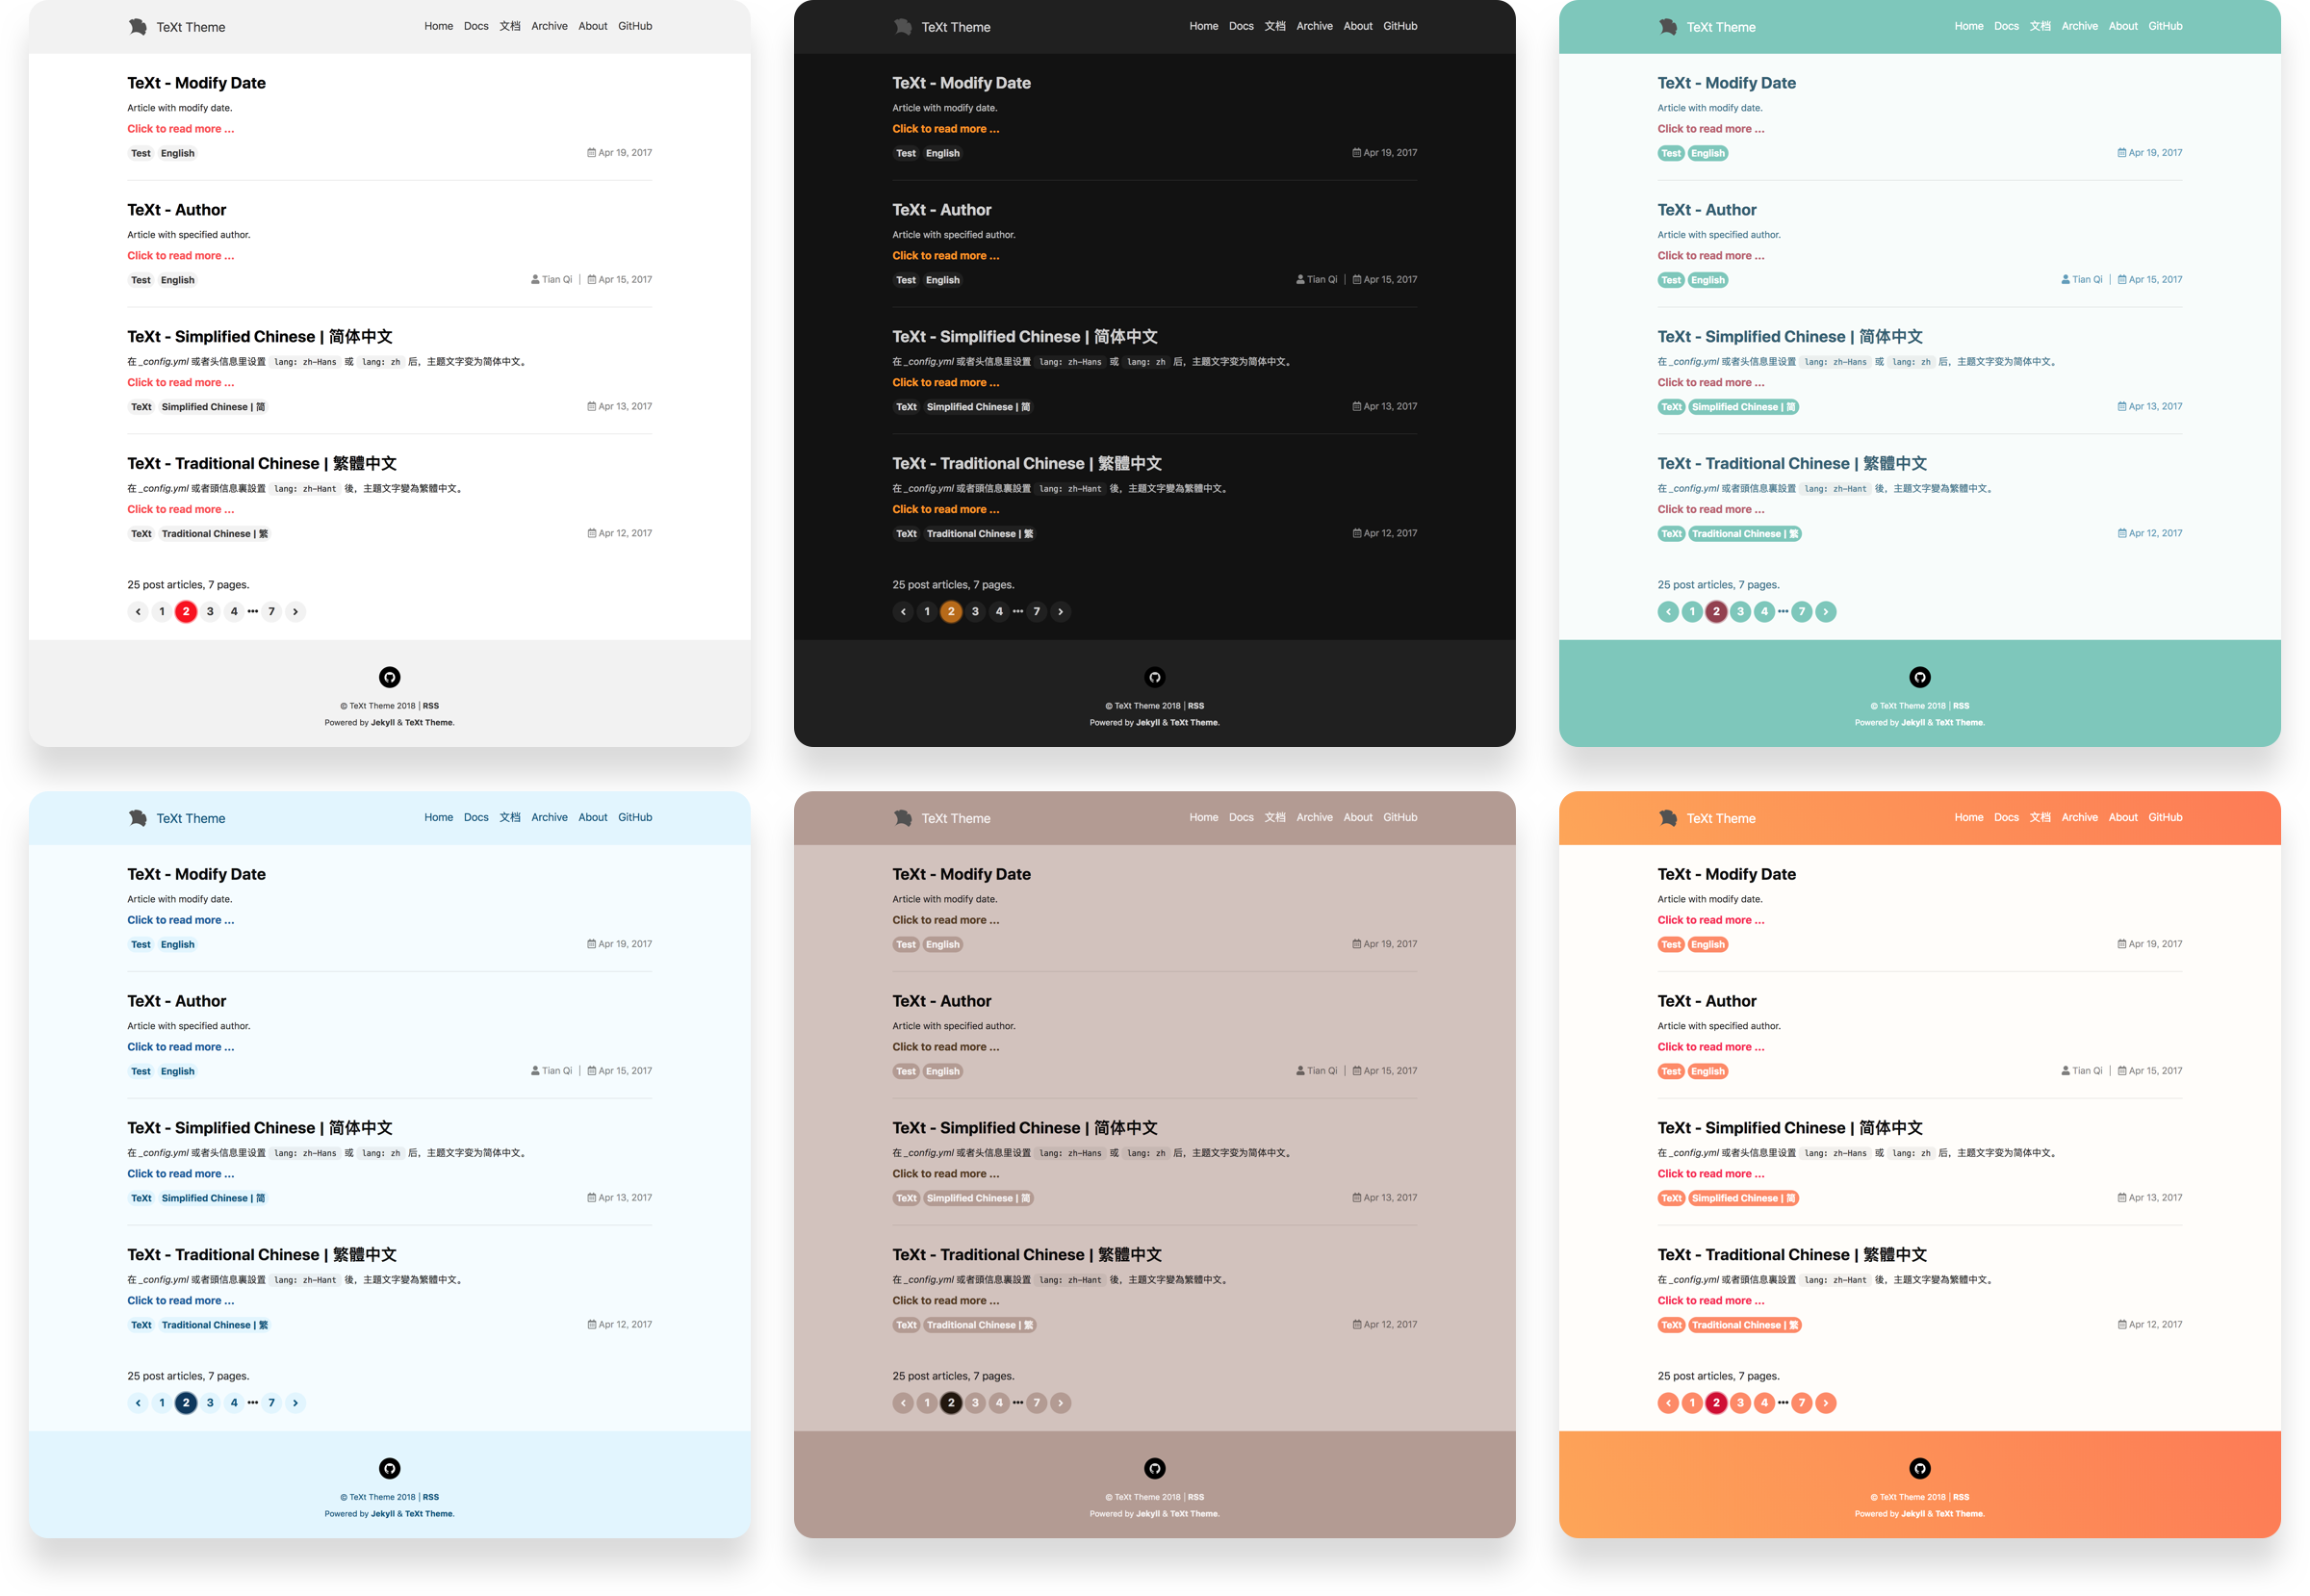 TeXt Theme Home Docs 文档 Archive About GitHub
TeXt - Modify Date
Article with modify date.
Click to read more ...
Test English Apr 19, 2017
TeXt - Author
Article with specified author.
Click to read more ...
Test English Tian Qi | Apr 15, 2017
TeXt - Simplified Chinese | 简体中文
在 _config.yml 或者头信息里设置 lang: zh-Hans 或 lang: zh 后，主题文字变为简体中文。
Click to read more ...
TeXt Simplified Chinese | 简 Apr 13, 2017
TeXt - Traditional Chinese | 繁體中文
在 _config.yml 或者頭信息裏設置 lang: zh-Hant 後，主題文字變為繁體中文。
Click to read more ...
TeXt Traditional Chinese | 繁 Apr 12, 2017
25 post articles, 7 pages.
1 2 3 4 ••• 7
© TeXt Theme 2018 | RSS
Powered by Jekyll & TeXt Theme.
TeXt Theme Home Docs 文档 Archive About GitHub
TeXt - Modify Date
Article with modify date.
Click to read more ...
Test English Apr 19, 2017
TeXt - Author
Article with specified author.
Click to read more ...
Test English Tian Qi | Apr 15, 2017
TeXt - Simplified Chinese | 简体中文
在 _config.yml 或者头信息里设置 lang: zh-Hans 或 lang: zh 后，主题文字变为简体中文。
Click to read more ...
TeXt Simplified Chinese | 简 Apr 13, 2017
TeXt - Traditional Chinese | 繁體中文
在 _config.yml 或者頭信息裏設置 lang: zh-Hant 後，主題文字變為繁體中文。
Click to read more ...
TeXt Traditional Chinese | 繁 Apr 12, 2017
25 post articles, 7 pages.
1 2 3 4 ••• 7
© TeXt Theme 2018 | RSS
Powered by Jekyll & TeXt Theme.
TeXt Theme Home Docs 文档 Archive About GitHub
TeXt - Modify Date
Article with modify date.
Click to read more ...
Test English Apr 19, 2017
TeXt - Author
Article with specified author.
Click to read more ...
Test English Tian Qi | Apr 15, 2017
TeXt - Simplified Chinese | 简体中文
在 _config.yml 或者头信息里设置 lang: zh-Hans 或 lang: zh 后，主题文字变为简体中文。
Click to read more ...
TeXt Simplified Chinese | 简 Apr 13, 2017
TeXt - Traditional Chinese | 繁體中文
在 _config.yml 或者頭信息裏設置 lang: zh-Hant 後，主題文字變為繁體中文。
Click to read more ...
TeXt Traditional Chinese | 繁 Apr 12, 2017
25 post articles, 7 pages.
1 2 3 4 ••• 7
© TeXt Theme 2018 | RSS
Powered by Jekyll & TeXt Theme.
TeXt Theme Home Docs 文档 Archive About GitHub
TeXt - Modify Date
Article with modify date.
Click to read more ...
Test English Apr 19, 2017
TeXt - Author
Article with specified author.
Click to read more ...
Test English Tian Qi | Apr 15, 2017
TeXt - Simplified Chinese | 简体中文
在 _config.yml 或者头信息里设置 lang: zh-Hans 或 lang: zh 后，主题文字变为简体中文。
Click to read more ...
TeXt Simplified Chinese | 简 Apr 13, 2017
TeXt - Traditional Chinese | 繁體中文
在 _config.yml 或者頭信息裏設置 lang: zh-Hant 後，主題文字變為繁體中文。
Click to read more ...
TeXt Traditional Chinese | 繁 Apr 12, 2017
25 post articles, 7 pages.
1 2 3 4 ••• 7
© TeXt Theme 2018 | RSS
Powered by Jekyll & TeXt Theme.
TeXt Theme Home Docs 文档 Archive About GitHub
TeXt - Modify Date
Article with modify date.
Click to read more ...
Test English Apr 19, 2017
TeXt - Author
Article with specified author.
Click to read more ...
Test English Tian Qi | Apr 15, 2017
TeXt - Simplified Chinese | 简体中文
在 _config.yml 或者头信息里设置 lang: zh-Hans 或 lang: zh 后，主题文字变为简体中文。
Click to read more ...
TeXt Simplified Chinese | 简 Apr 13, 2017
TeXt - Traditional Chinese | 繁體中文
在 _config.yml 或者頭信息裏設置 lang: zh-Hant 後，主題文字變為繁體中文。
Click to read more ...
TeXt Traditional Chinese | 繁 Apr 12, 2017
25 post articles, 7 pages.
1 2 3 4 ••• 7
© TeXt Theme 2018 | RSS
Powered by Jekyll & TeXt Theme.
TeXt Theme Home Docs 文档 Archive About GitHub
TeXt - Modify Date
Article with modify date.
Click to read more ...
Test English Apr 19, 2017
TeXt - Author
Article with specified author.
Click to read more ...
Test English Tian Qi | Apr 15, 2017
TeXt - Simplified Chinese | 简体中文
在 _config.yml 或者头信息里设置 lang: zh-Hans 或 lang: zh 后，主题文字变为简体中文。
Click to read more ...
TeXt Simplified Chinese | 简 Apr 13, 2017
TeXt - Traditional Chinese | 繁體中文
在 _config.yml 或者頭信息裏設置 lang: zh-Hant 後，主題文字變為繁體中文。
Click to read more ...
TeXt Traditional Chinese | 繁 Apr 12, 2017
25 post articles, 7 pages.
1 2 3 4 ••• 7
© TeXt Theme 2018 | RSS
Powered by Jekyll & TeXt Theme.